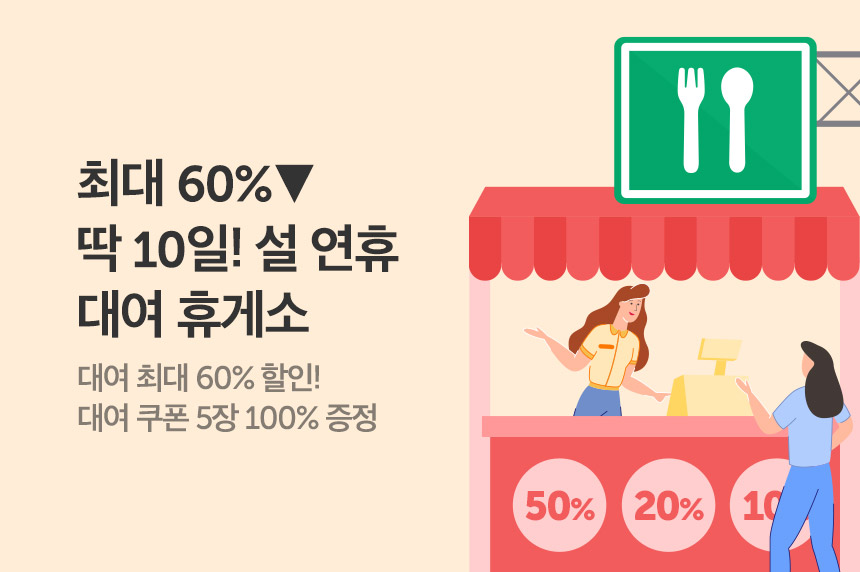 최대 60%▼
딱 10일! 설 연휴
대여 휴게소
대여 최대 60% 할인!
대여 쿠폰 5장 100% 증정
50% 20% 10